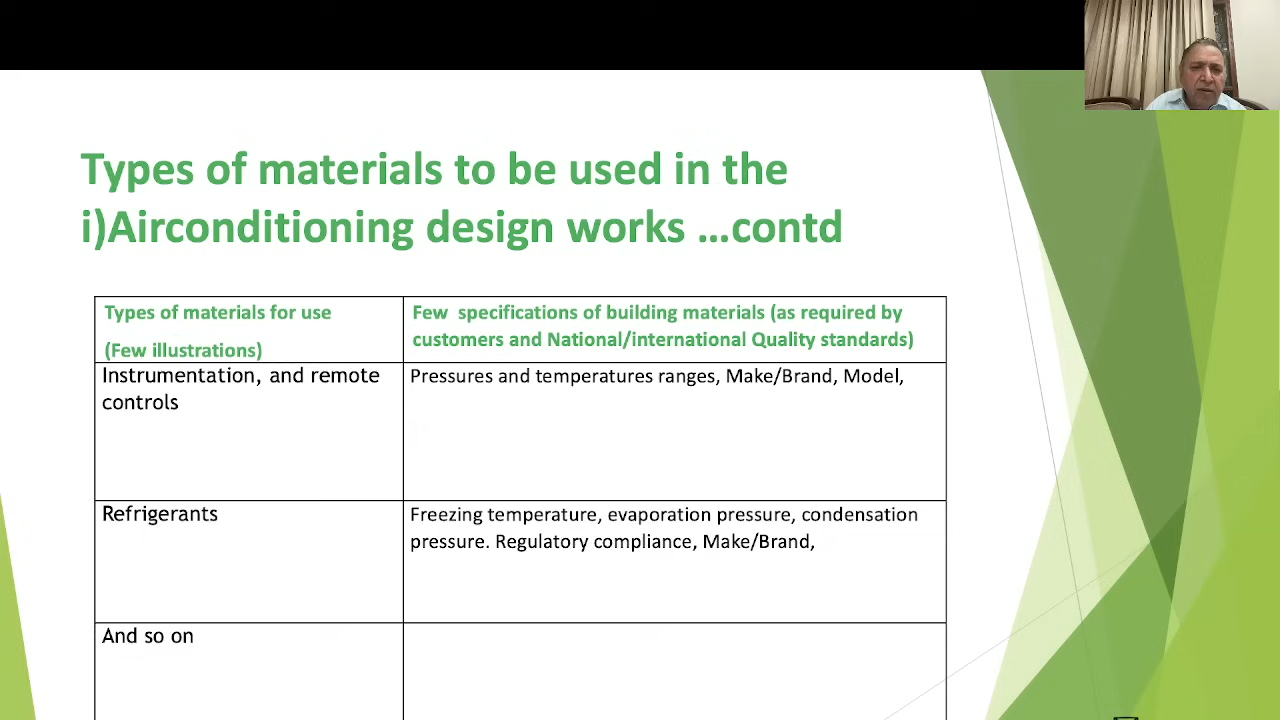 Types of materials to be used in the
i)Airconditioning design works …contd
Types of materials for use
(Few illustrations)
Few specifications of building materials (as required by
customers and National/international Quality standards)
Instrumentation, and remote
controls
Pressures and temperatures ranges, Make/Brand, Model,
Refrigerants
Freezing temperature, evaporation pressure, condensation
pressure. Regulatory compliance, Make/Brand,
And so on